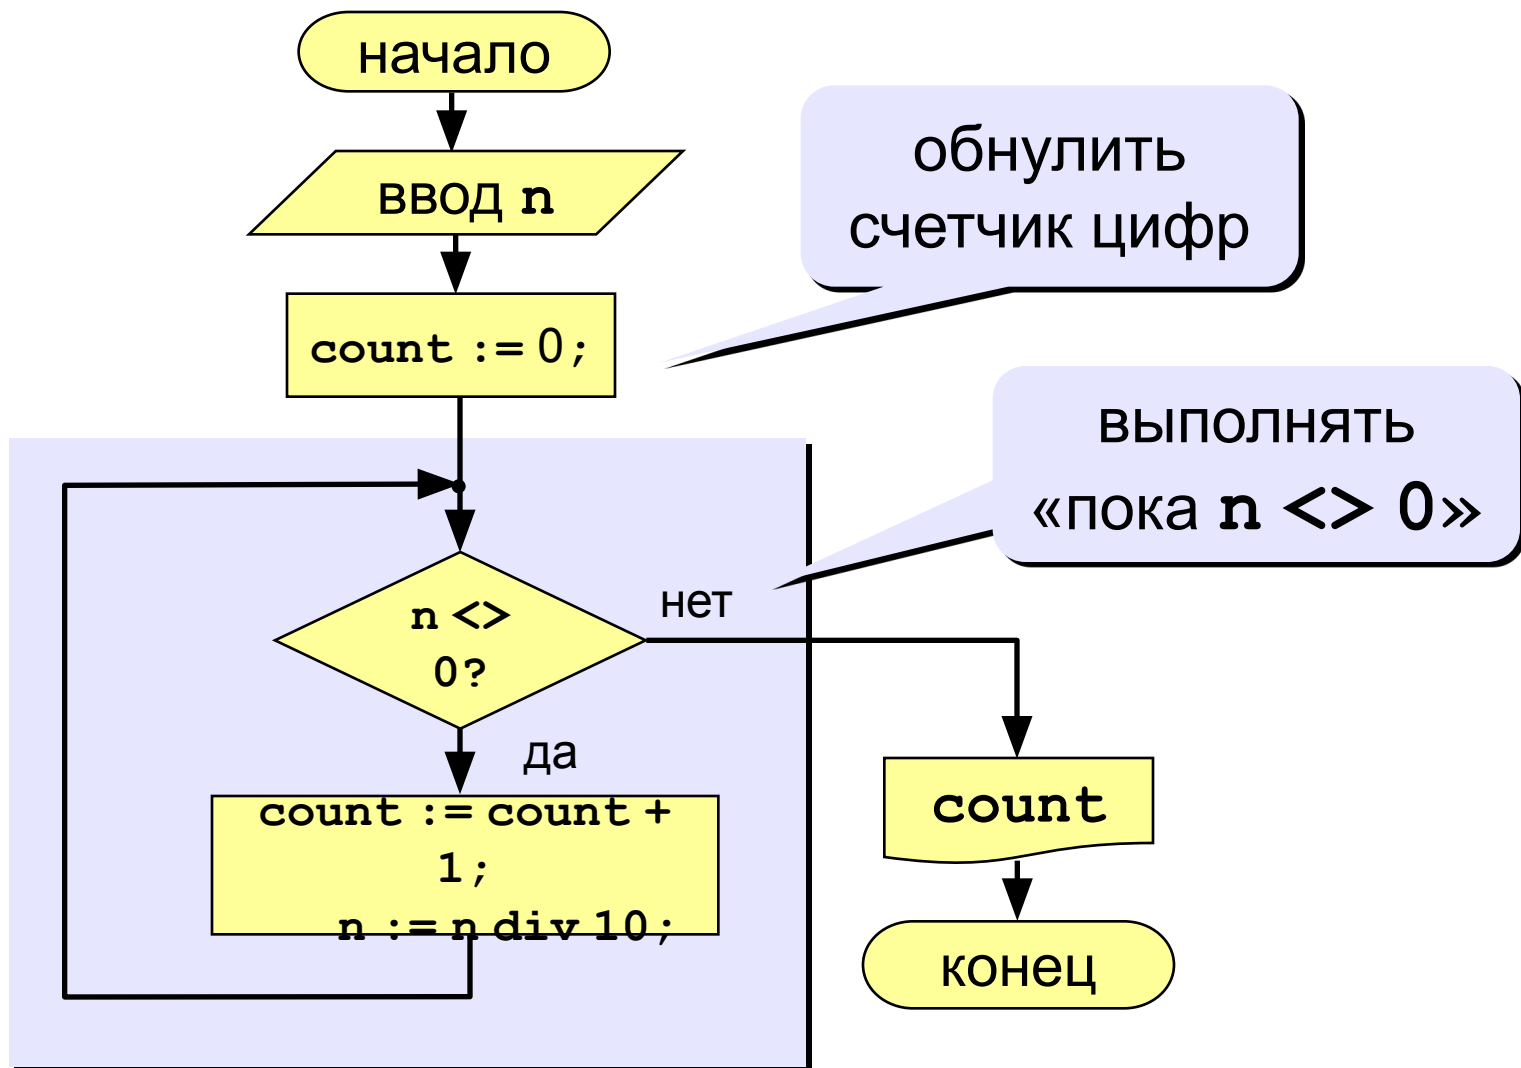 начало
ввод n
обнулить
счетчик цифр
count := 0;
выполнять
«пока n <> 0»
n <>
0?
нет
да
count := count +
1;
n := n div 10;
count
конец